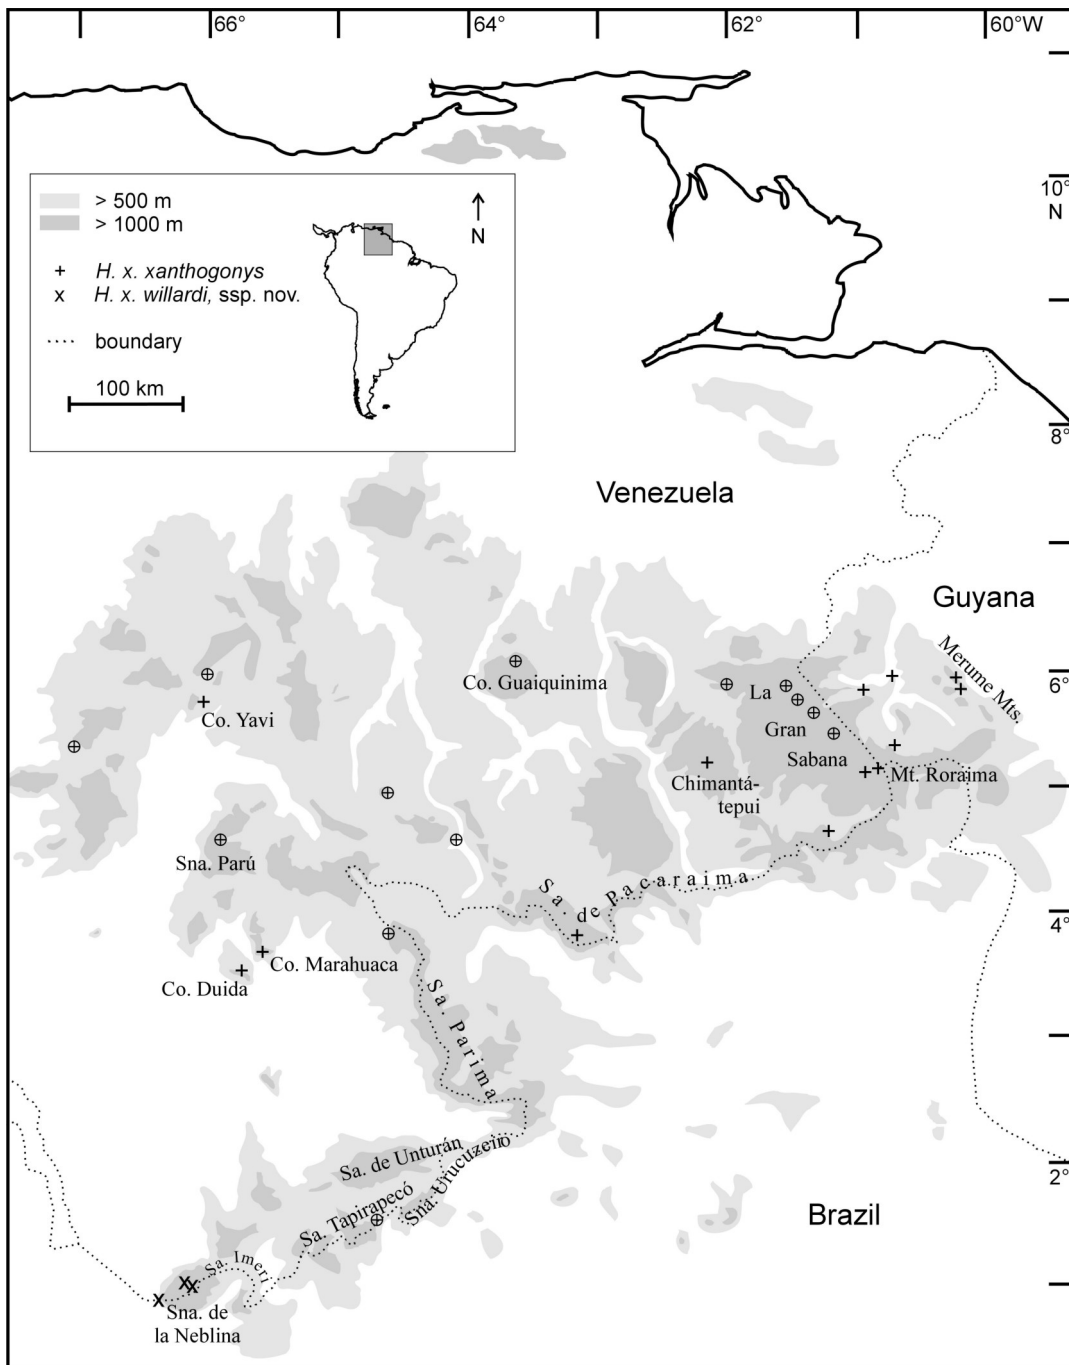 66°
64°
62°
60°W
10°
N
> 500 m
> 1000 m
N
+ H. x. xanthogonys
x H. x. willardi, ssp. nov.
..... boundary
100 km
8°
Venezuela
Guyana
Merume Mts.
6°
Co. Guaiquinima
Co. Yavi
La
Gran
Sabana
Mt. Roraima
Chimantá-
tepui
Sna. Parú
Sa. de Pacaraima
4°
Co. Marahuaca
Co. Duida
Sa. Parima
Sa. de Unturán
Sna. Urucuzeiro
2°
Sa. Tapirapecó
Brazil
Sa. Imeri
Sna. de
la Neblina